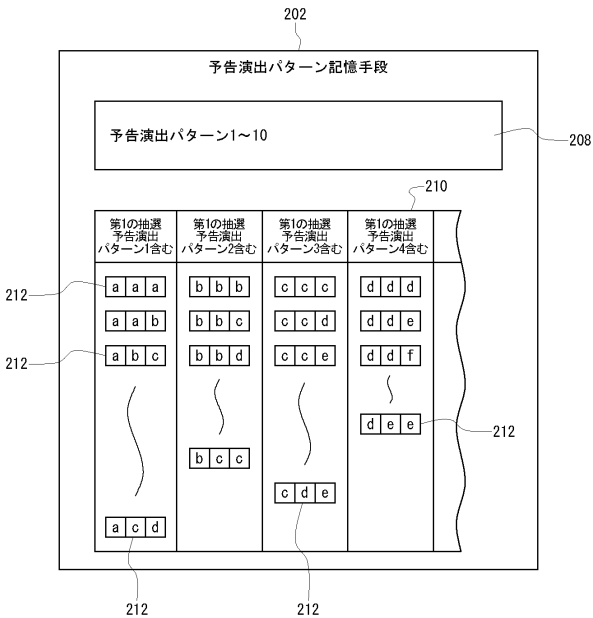 202
予告演出パターン記憶手段
予告演出パターン1～10
208
210
第1の抽選
予告演出
パターン1含む
第1の抽選
予告演出
パターン2含む
第1の抽選
予告演出
パターン3含む
第1の抽選
予告演出
パターン4含む
212 a a a b b b c c c d d d
a a b b b c c c d d d e
212 a b c b b d c c e d d f
d e e 212
b c c
c d e
a c d
212 212